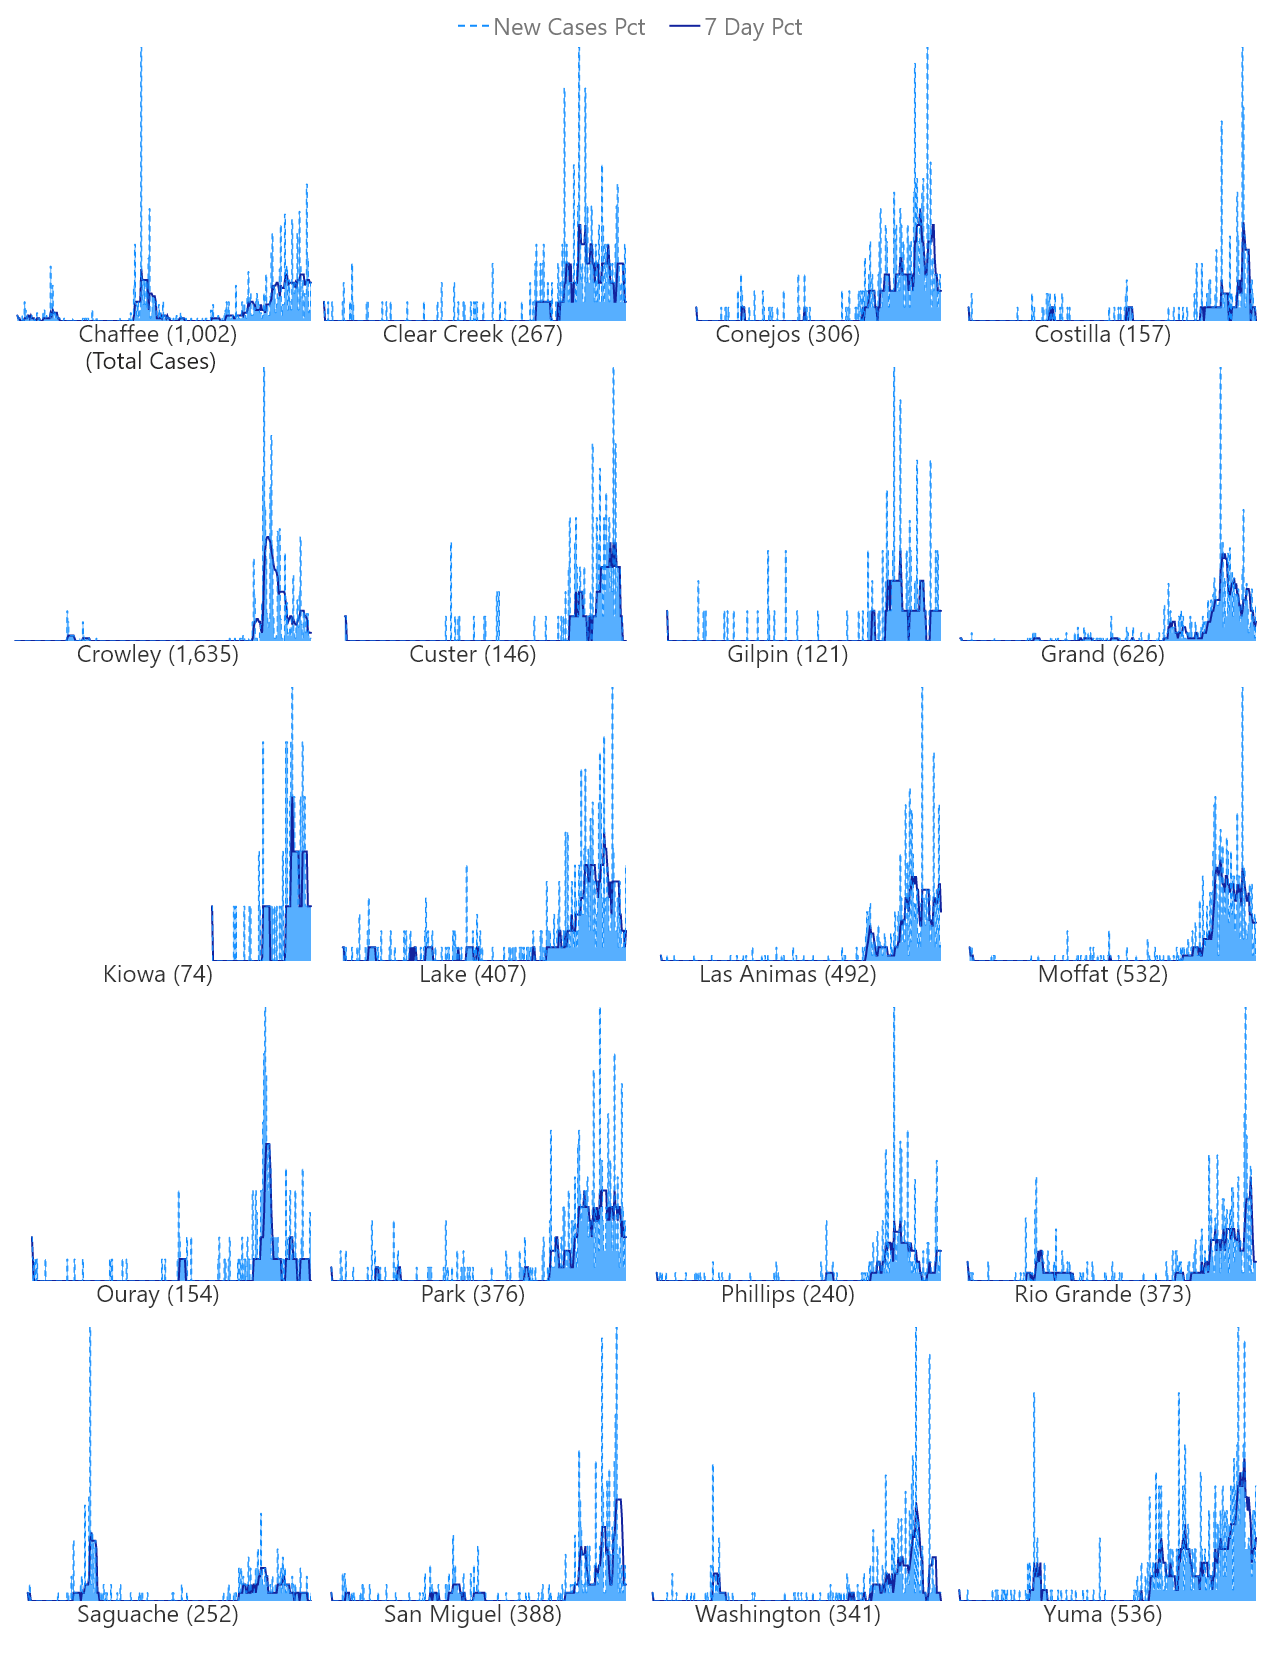 New Cases Pct 7 Day Pct
Chaffee (1,002) Clear Creek (267) Conejos (306) Costilla (157)
(Total Cases)
Crowley (1,635) Custer (146) Gilpin (121) Grand (626)
Kiowa (74) Lake (407) Las Animas (492) Moffat (532)
Ouray (154) Park (376) Phillips (240) Rio Grande (373)
Saguache (252) San Miguel (388) Washington (341) Yuma (536)